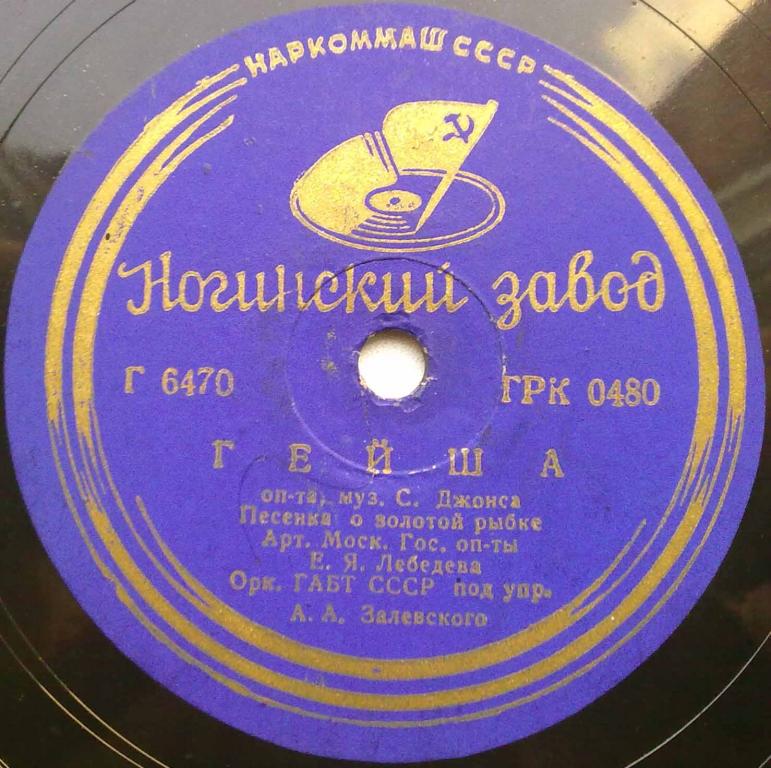 НАРКОММАШ СССР
Ногинский завод
Г 6470 ГРК 0480
ГЕЙША
оп-та, муз. С. Джонса
Песенка о золотой рыбке
Арт. Моск. Гос. оп-ты
Е. Я. Лебедева
Орк. ГАБТ СССР под упр.
А. А. Залевского